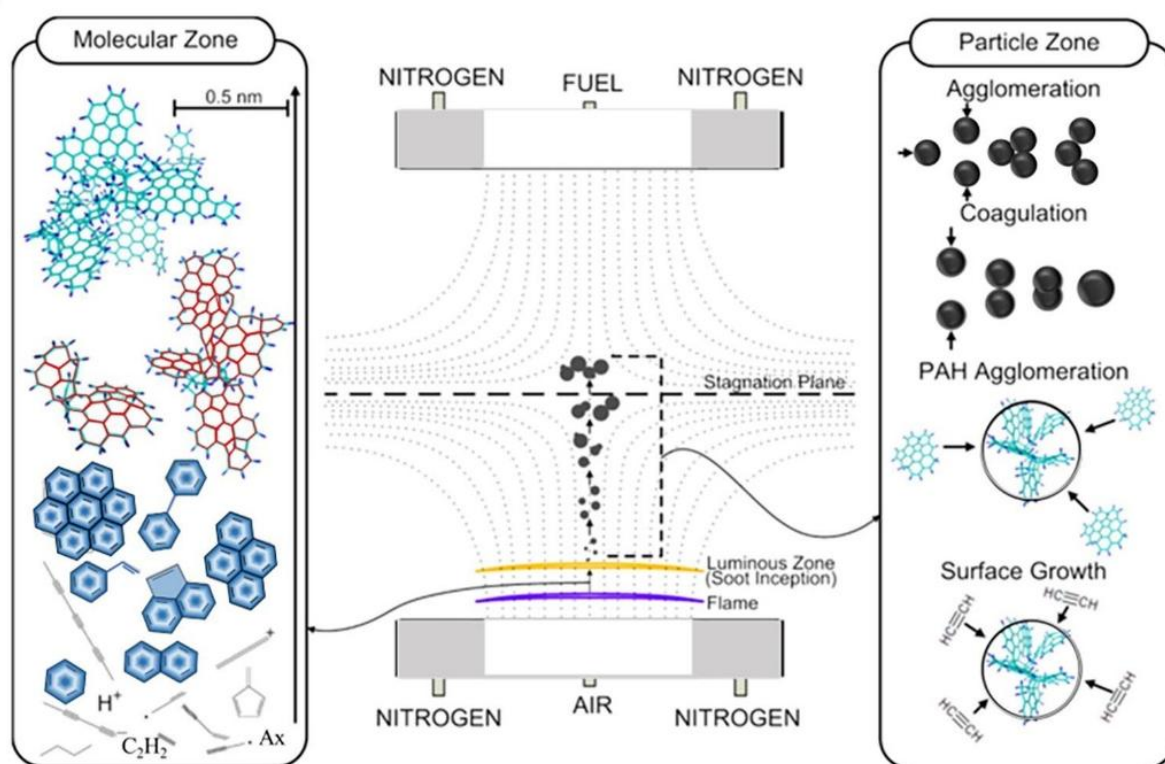 Molecular Zone
0.5 nm
H⁺
+
C₂H₂
· Ax
NITROGEN
FUEL
NITROGEN
Stagnation Plane
Luminous Zone
(Soot Inception)
Flame
NITROGEN
AIR
NITROGEN
Particle Zone
Agglomeration
Coagulation
PAH Agglomeration
Surface Growth
HC≡CH
HC≡CH
HC≡CH
HC≡CH